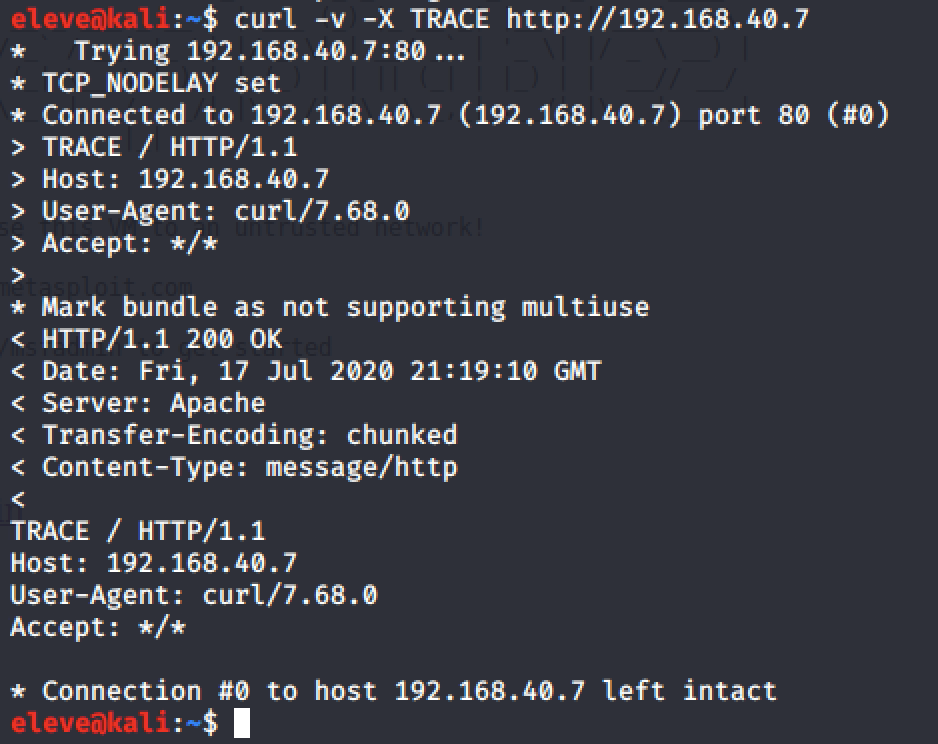 eleve@kali:~$ curl -v -X TRACE http://192.168.40.7
*   Trying 192.168.40.7:80...
* TCP_NODELAY set
* Connected to 192.168.40.7 (192.168.40.7) port 80 (#0)
> TRACE / HTTP/1.1
> Host: 192.168.40.7
> User-Agent: curl/7.68.0
> Accept: */*
>
* Mark bundle as not supporting multiuse
< HTTP/1.1 200 OK
< Date: Fri, 17 Jul 2020 21:19:10 GMT
< Server: Apache
< Transfer-Encoding: chunked
< Content-Type: message/http
<
TRACE / HTTP/1.1
Host: 192.168.40.7
User-Agent: curl/7.68.0
Accept: */*

* Connection #0 to host 192.168.40.7 left intact
eleve@kali:~$